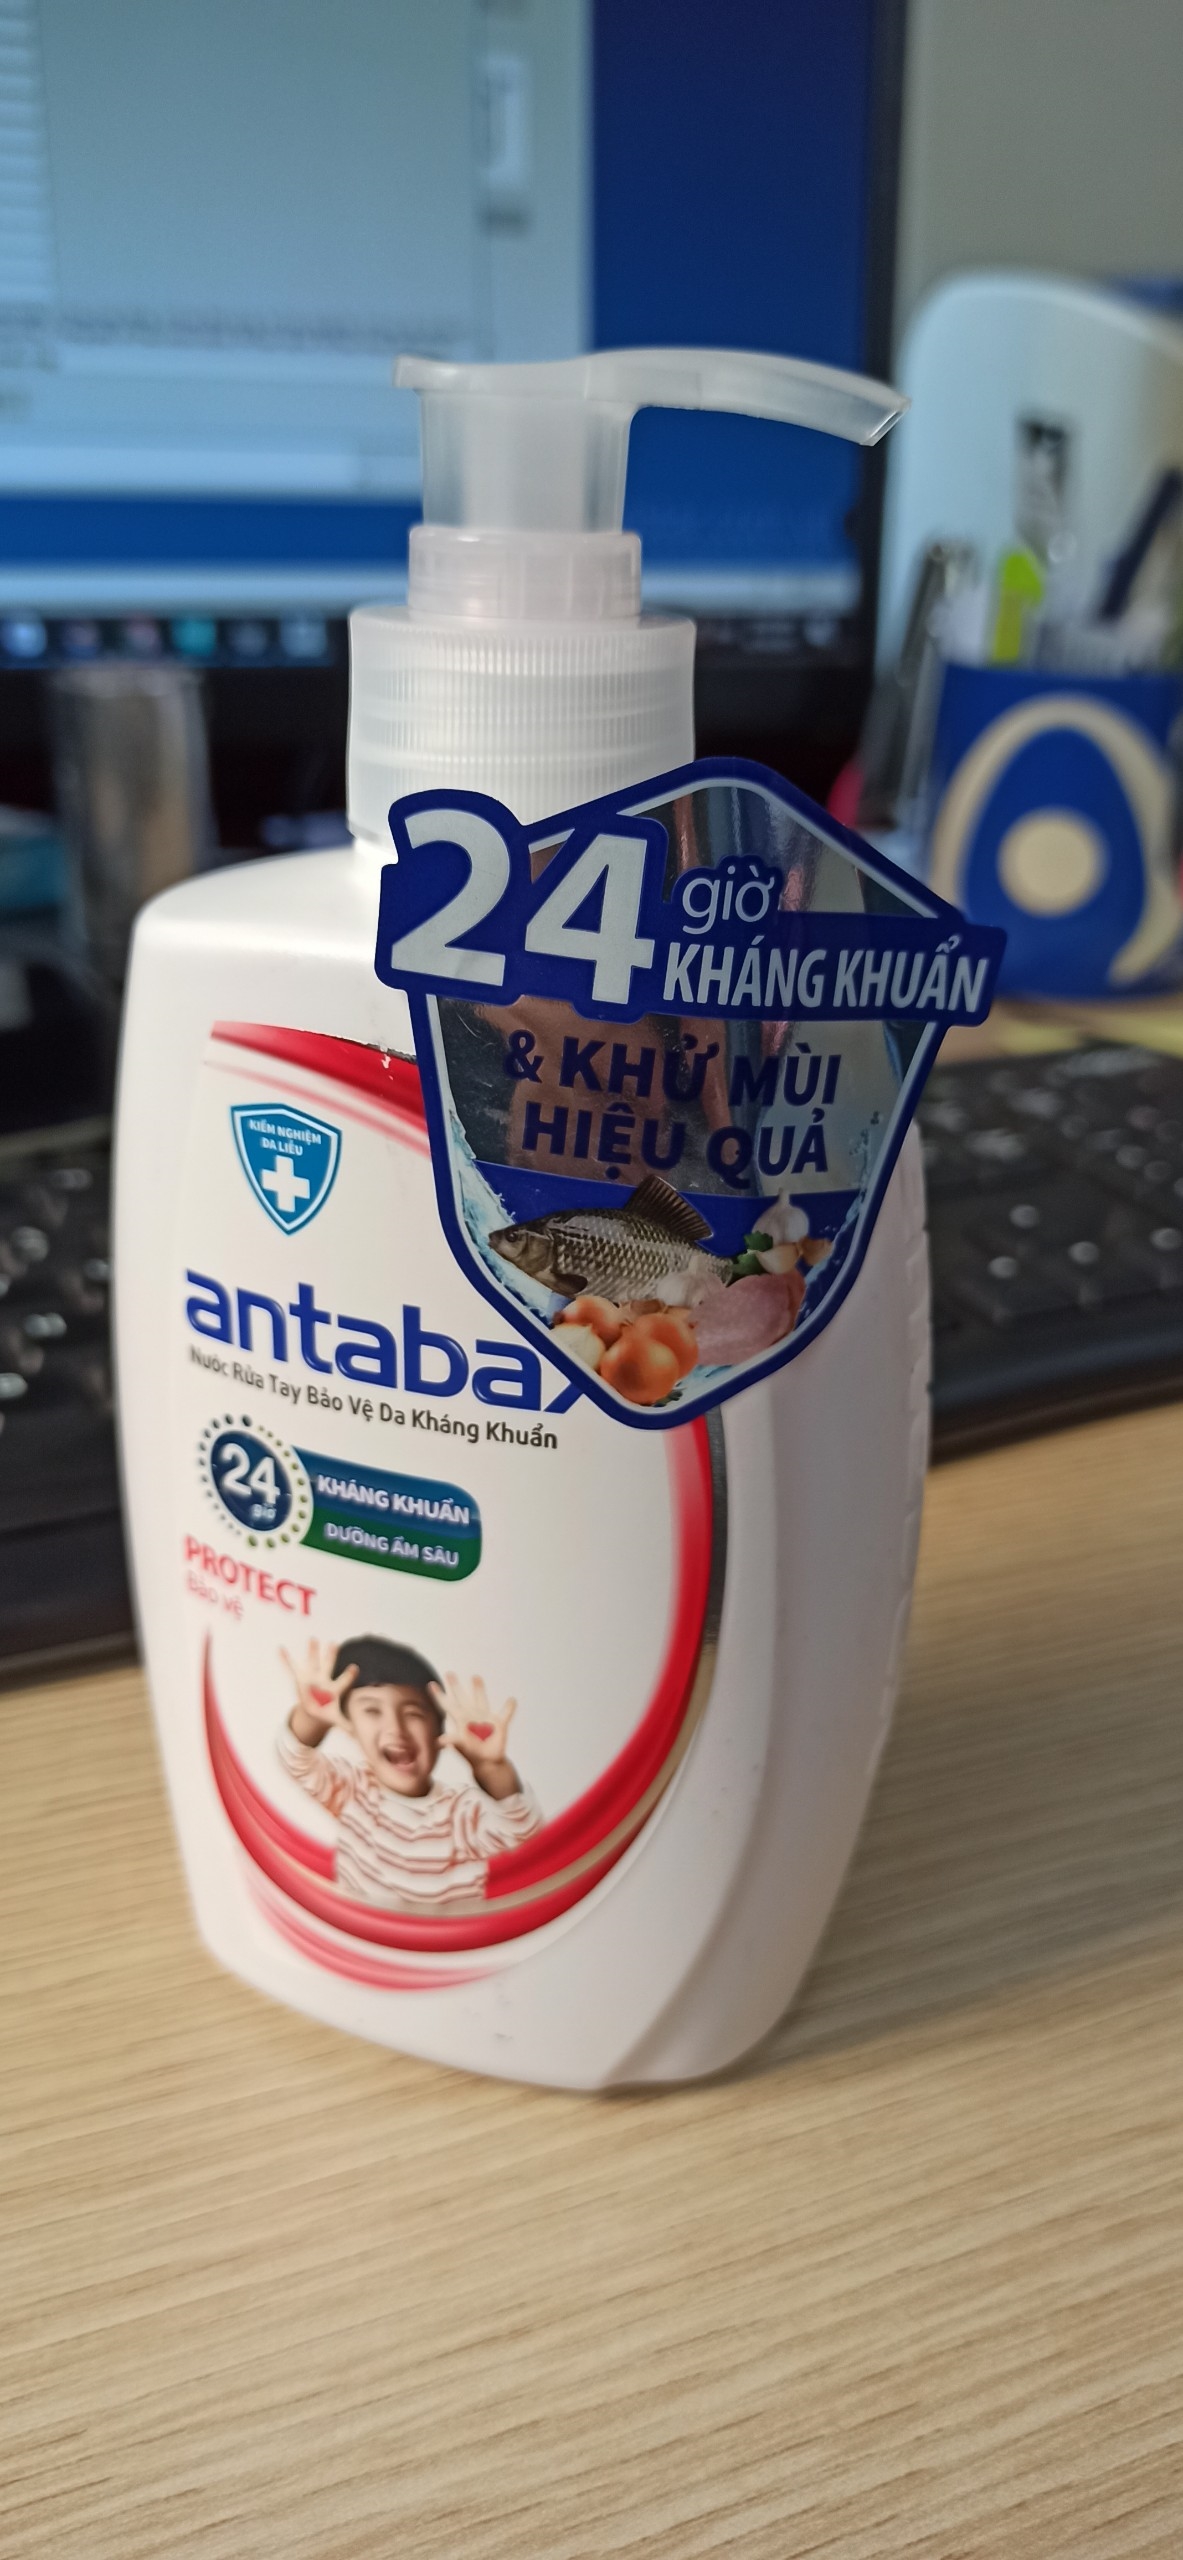 24 giờ
KHÁNG KHUẨN
& KHỬ MÙI
HIỆU QUẢ
KIỂM NGHIỆM
DA LIỄU
antabax
Nước Rửa Tay Bảo Vệ Da Kháng Khuẩn
24
giờ
KHÁNG KHUẨN
DƯỠNG ẨM SÂU
PROTECT
Bảo vệ